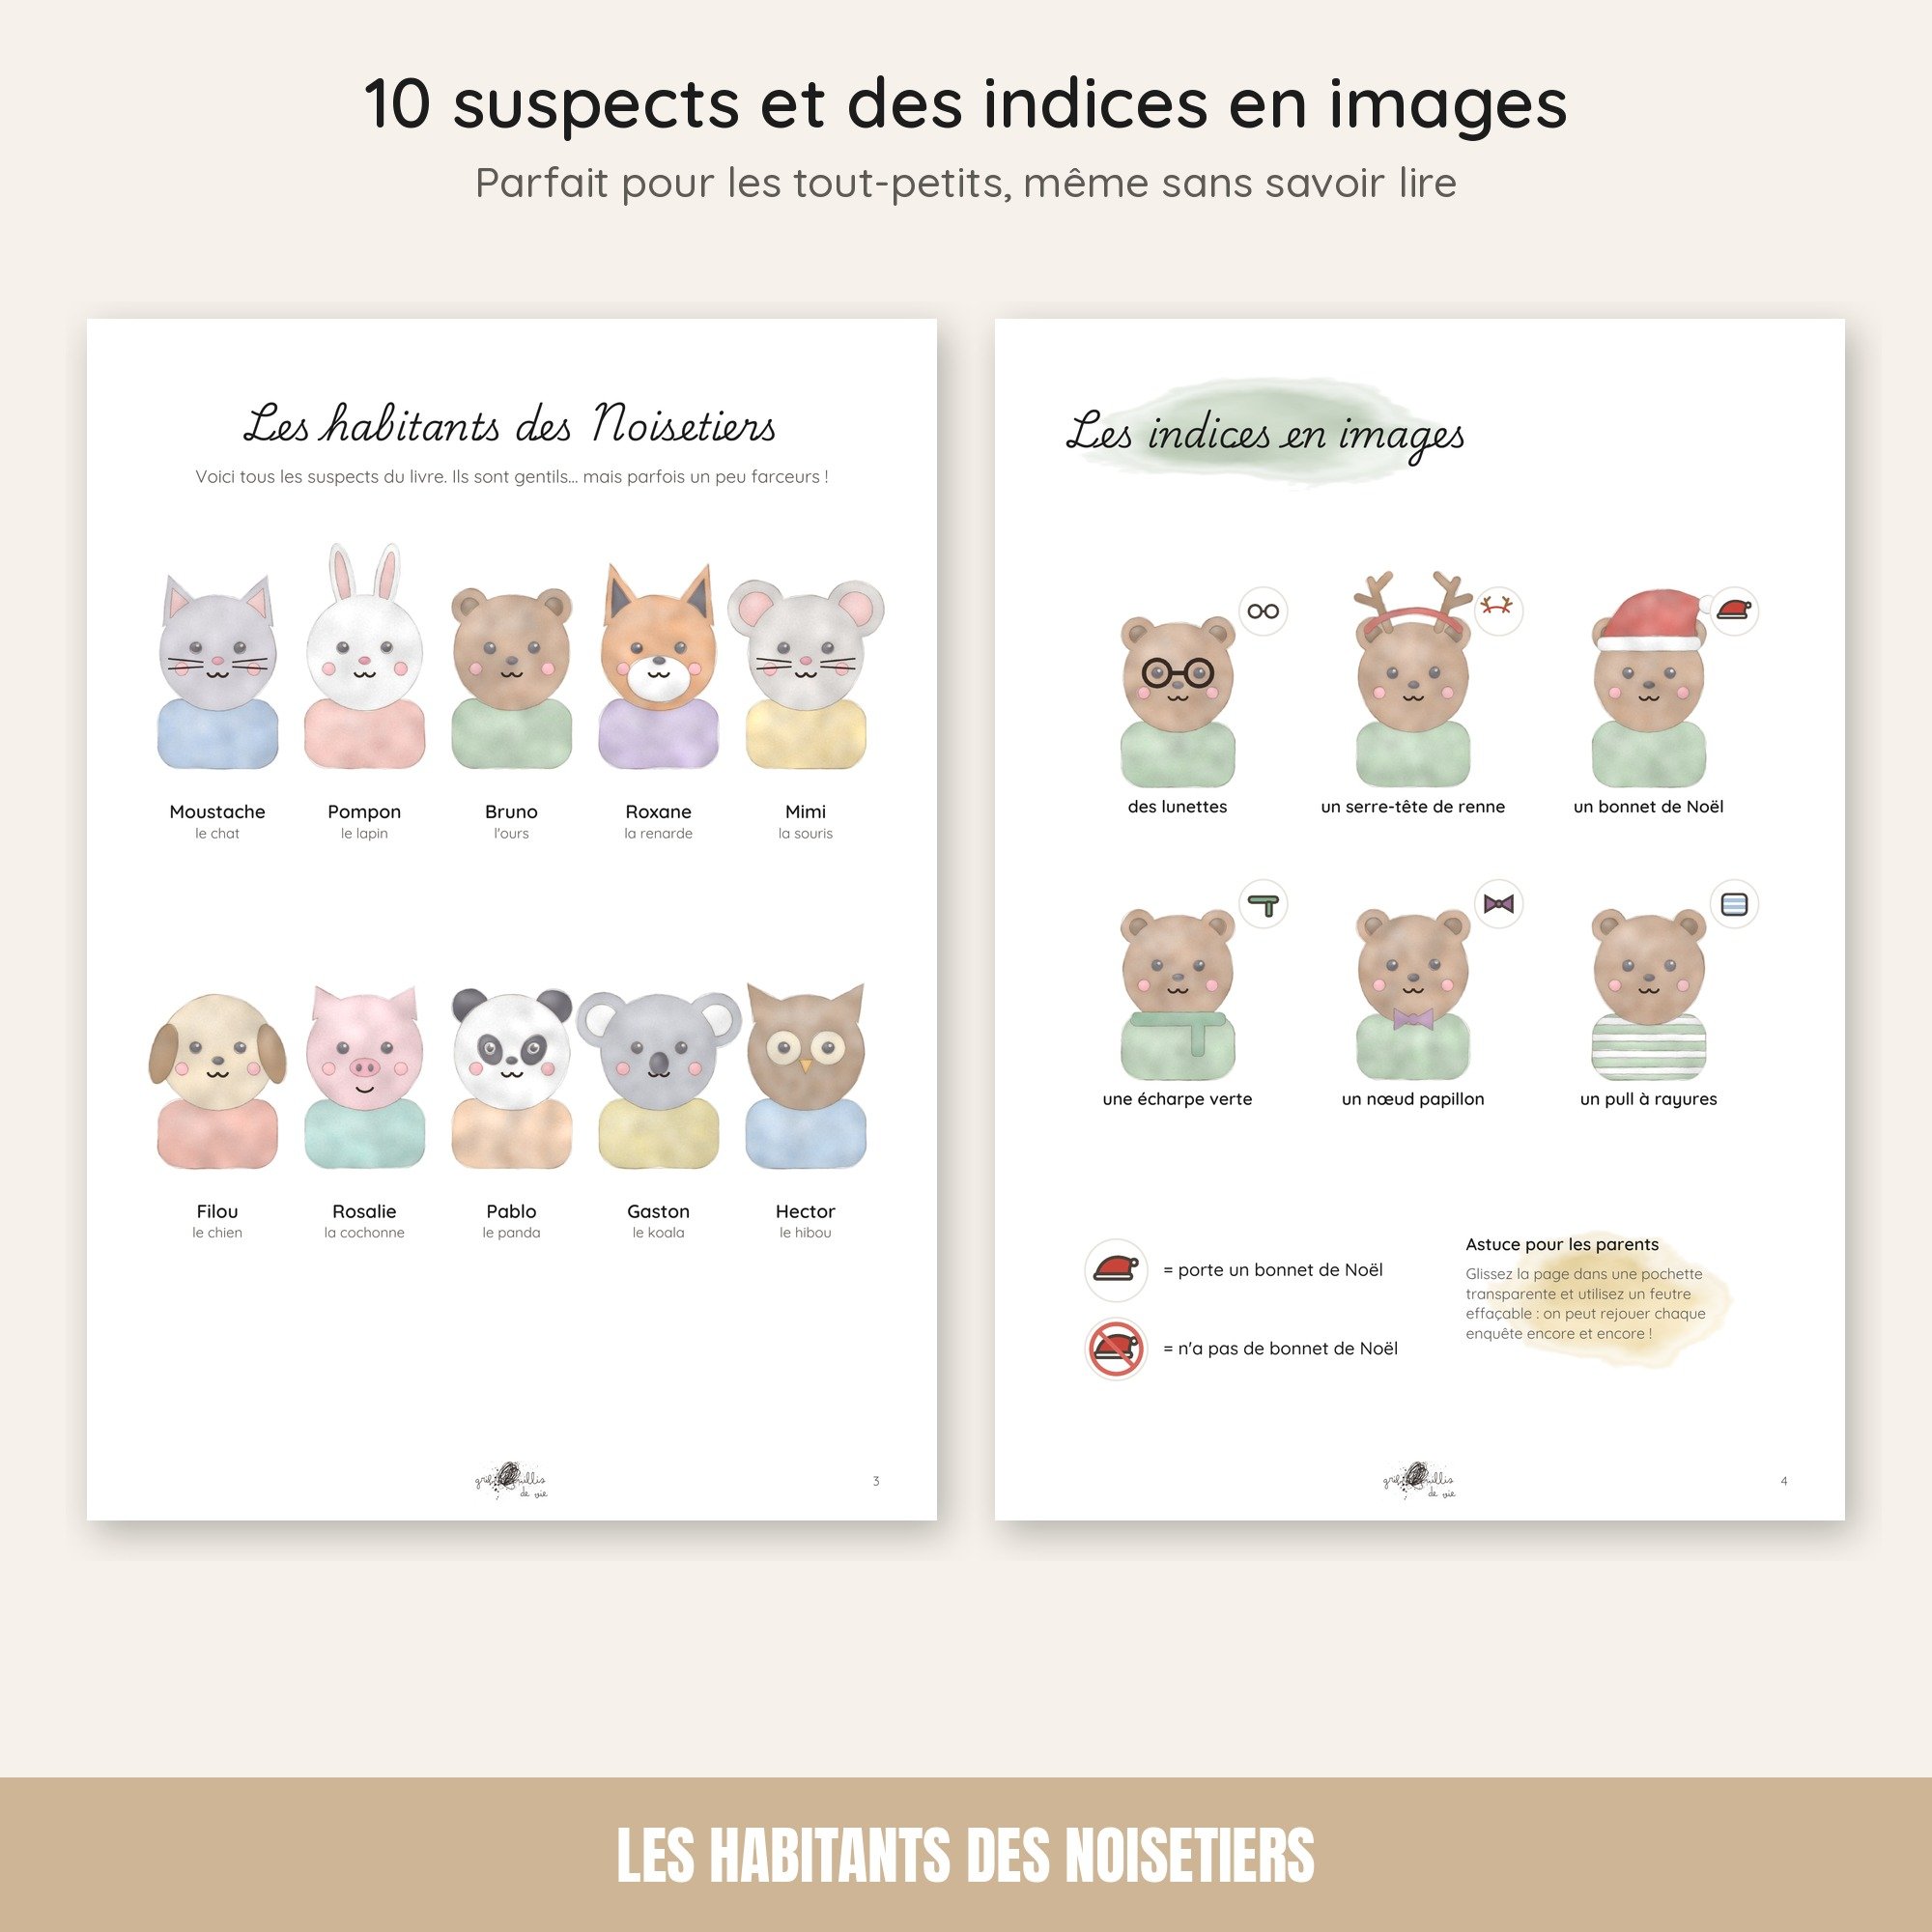 10 suspects et des indices en images
Parfait pour les tout-petits, même sans savoir lire
Les habitants des Noisetiers
Voici tous les suspects du livre. Ils sont gentils... mais parfois un peu farceurs !
Moustache
le chat
Pompon
le lapin
Bruno
l'ours
Roxane
la renarde
Mimi
la souris
Filou
le chien
Rosalie
la cochonne
Pablo
le panda
Gaston
le koala
Hector
le hibou
de vie
3
Les indices en images
des lunettes
un serre-tête de renne
un bonnet de Noël
une écharpe verte
un nœud papillon
un pull à rayures
= porte un bonnet de Noël
= n'a pas de bonnet de Noël
Astuce pour les parents
Glissez la page dans une pochette
transparente et utilisez un feutre
effaçable : on peut rejouer chaque
enquête encore et encore !
de vie
4
LES HABITANTS DES NOISETIERS